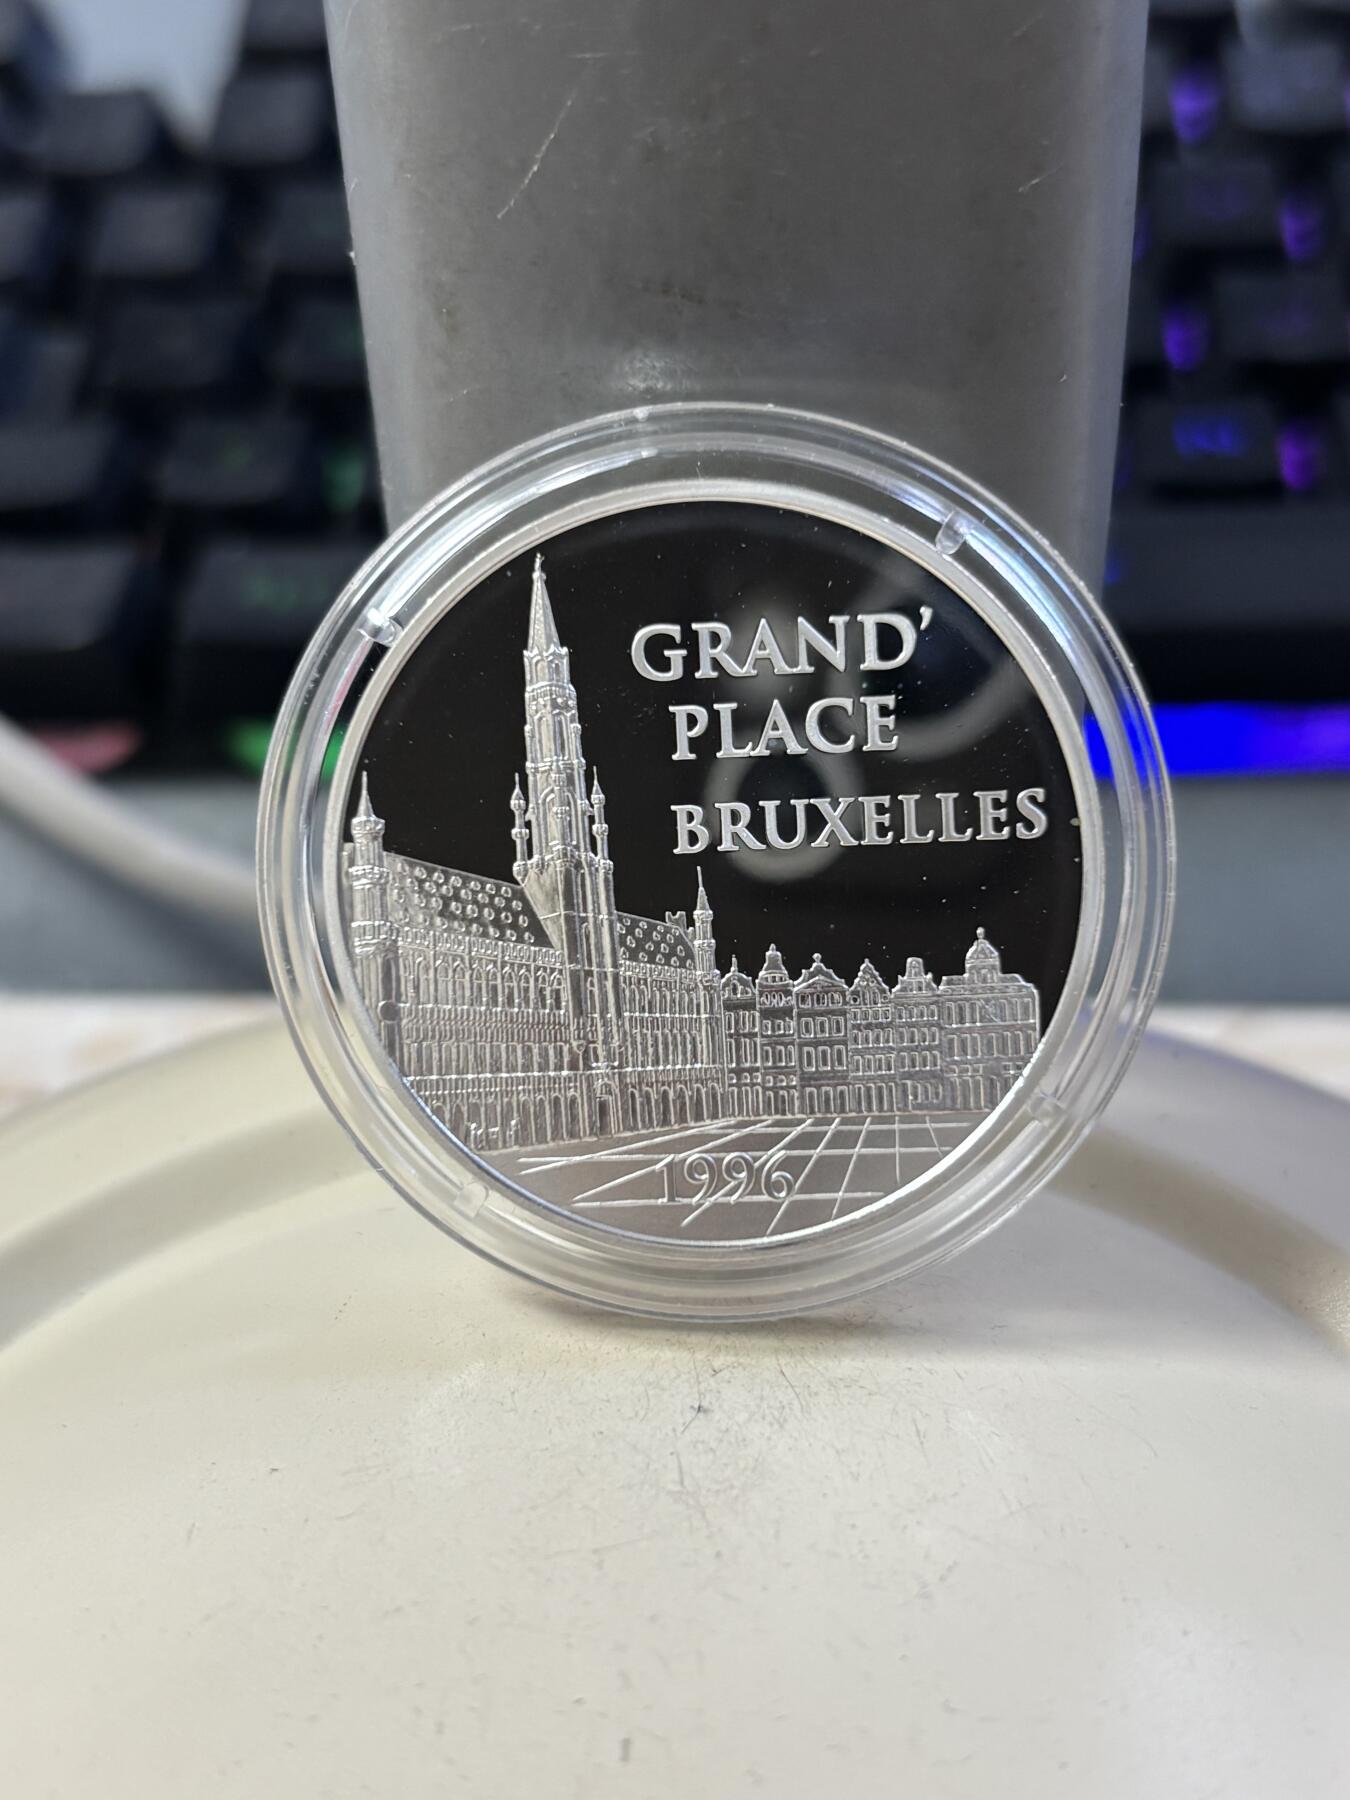 GRAND'
PLACE
BRUXELLES
1996